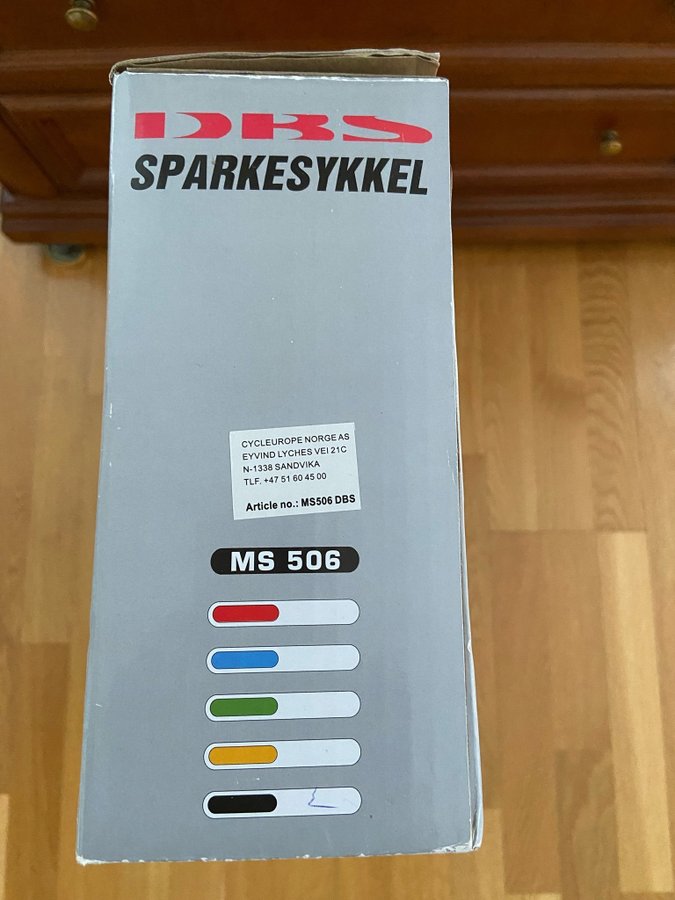 DBS
SPARKESYKKEL
CYCLEUROPE NORGE AS
EYVIND LYCHES VEI 21C
N-1338 SANDVIKA
TLF. +47 51 60 45 00
Article no.: MS506 DBS
MS 506